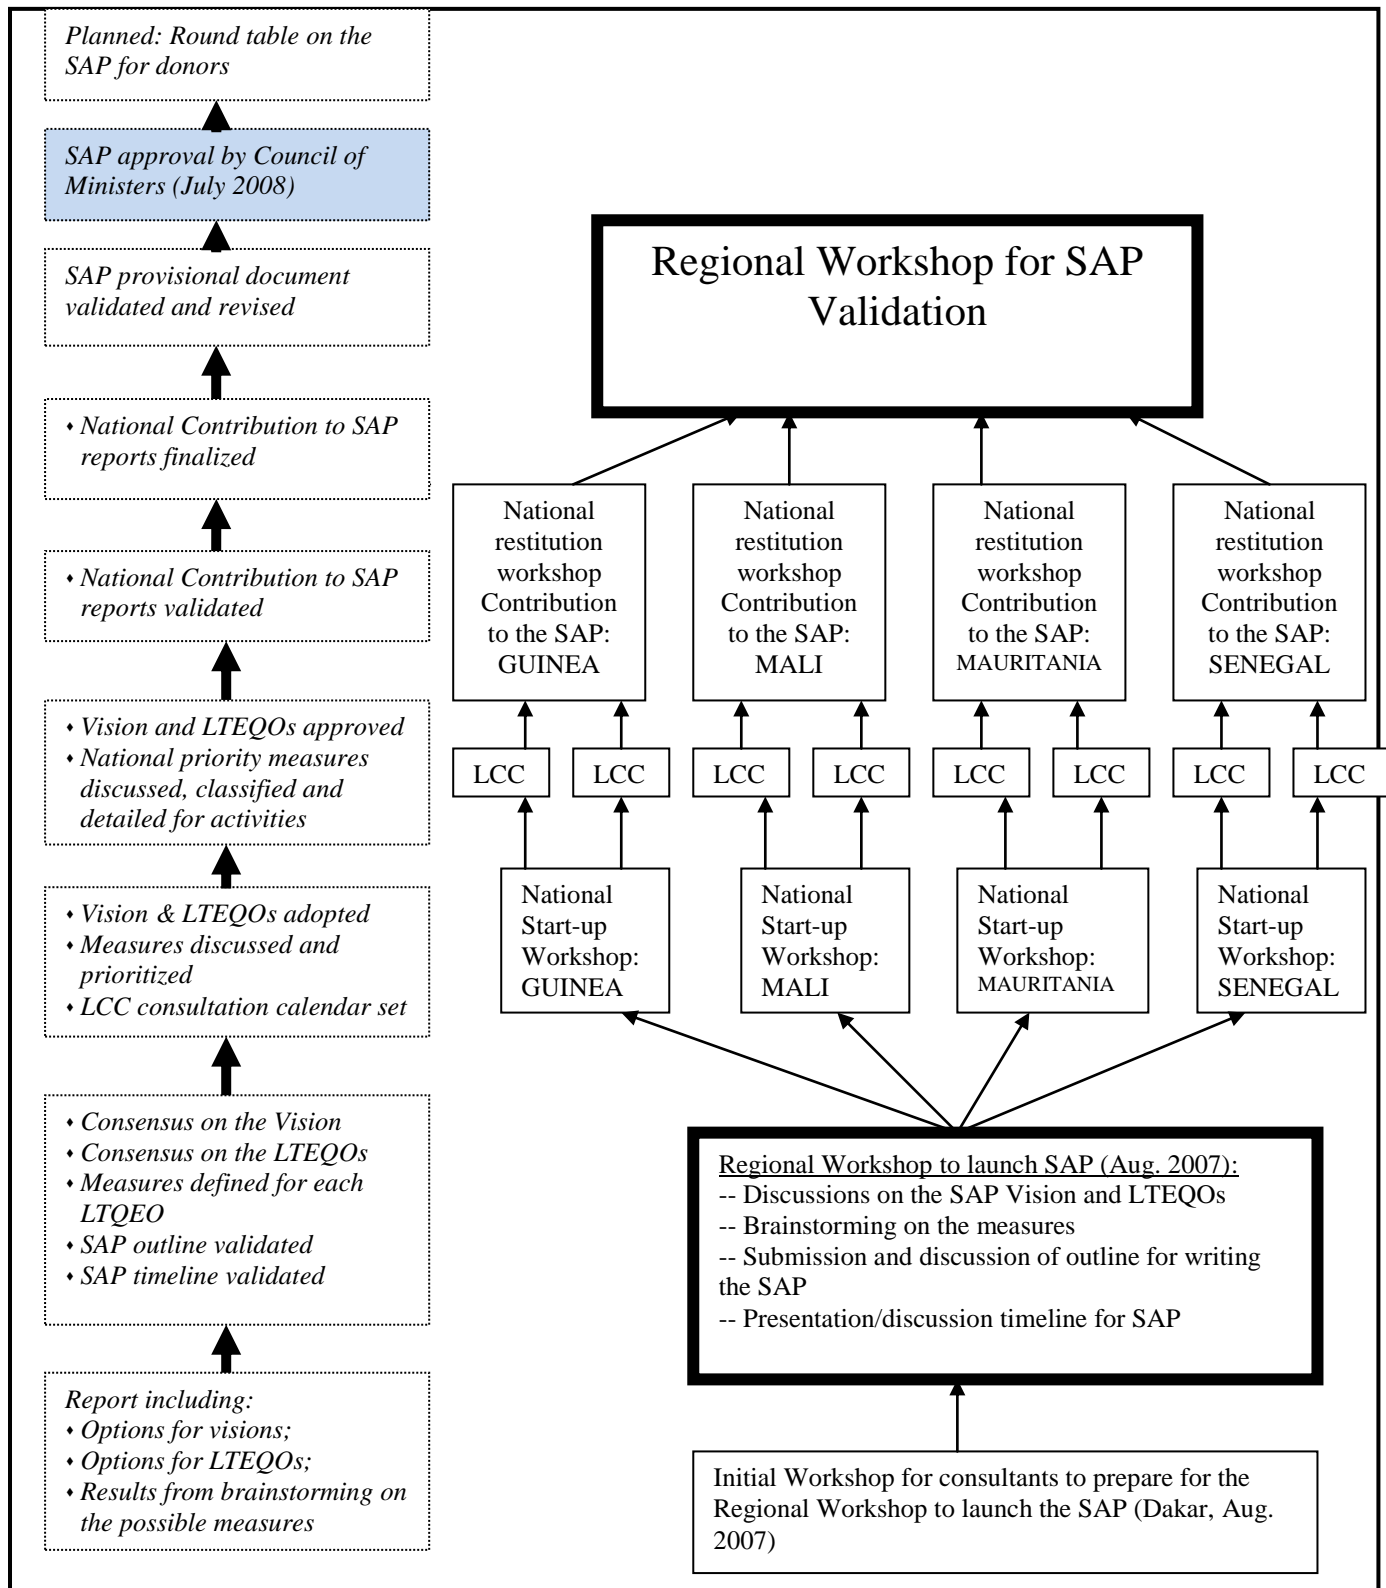 Planned: Round table on the
SAP for donors
SAP approval by Council of
Ministers (July 2008)
SAP provisional document
validated and revised
⬧ National Contribution to SAP
reports finalized
⬧ National Contribution to SAP
reports validated
⬧ Vision and LTEQOs approved
⬧ National priority measures
discussed, classified and
detailed for activities
⬧ Vision & LTEQOs adopted
⬧ Measures discussed and
prioritized
⬧ LCC consultation calendar set
⬧ Consensus on the Vision
⬧ Consensus on the LTEQOs
⬧ Measures defined for each
LTQEO
⬧ SAP outline validated
⬧ SAP timeline validated
Report including:
⬧ Options for visions;
⬧ Options for LTEQOs;
⬧ Results from brainstorming on
the possible measures
Regional Workshop for SAP
Validation
National
restitution
workshop
Contribution
to the SAP:
GUINEA
National
restitution
workshop
Contribution
to the SAP:
MALI
National
restitution
workshop
Contribution
to the SAP:
MAURITANIA
National
restitution
workshop
Contribution
to the SAP:
SENEGAL
LCC
LCC
LCC
LCC
LCC
LCC
LCC
LCC
National
Start-up
Workshop:
GUINEA
National
Start-up
Workshop:
MALI
National
Start-up
Workshop:
MAURITANIA
National
Start-up
Workshop:
SENEGAL
Regional Workshop to launch SAP (Aug. 2007):
-- Discussions on the SAP Vision and LTEQOs
-- Brainstorming on the measures
-- Submission and discussion of outline for writing
the SAP
-- Presentation/discussion timeline for SAP
Initial Workshop for consultants to prepare for the
Regional Workshop to launch the SAP (Dakar, Aug.
2007)